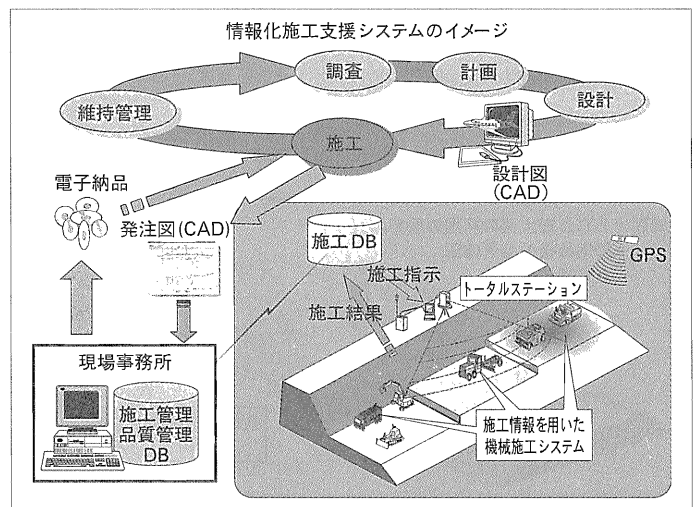 情報化施工支援システムのイメージ
調査
計画
設計
維持管理
施工
設計図
(CAD)
電子納品
発注図(CAD)
施工DB
GPS
施工指示
トータルステーション
施工結果
現場事務所
施工管理
品質管理
DB
施工情報を用いた
機械施工システム